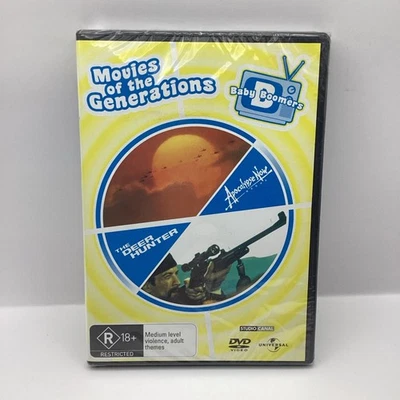 Movies
of the
Generations
B
Baby Boomers
Apocalypse Now
THE
DEER
HUNTER
R 18+
RESTRICTED
Medium level
violence, adult
themes
STUDIO CANAL
DVD
VIDEO
UNIVERSAL